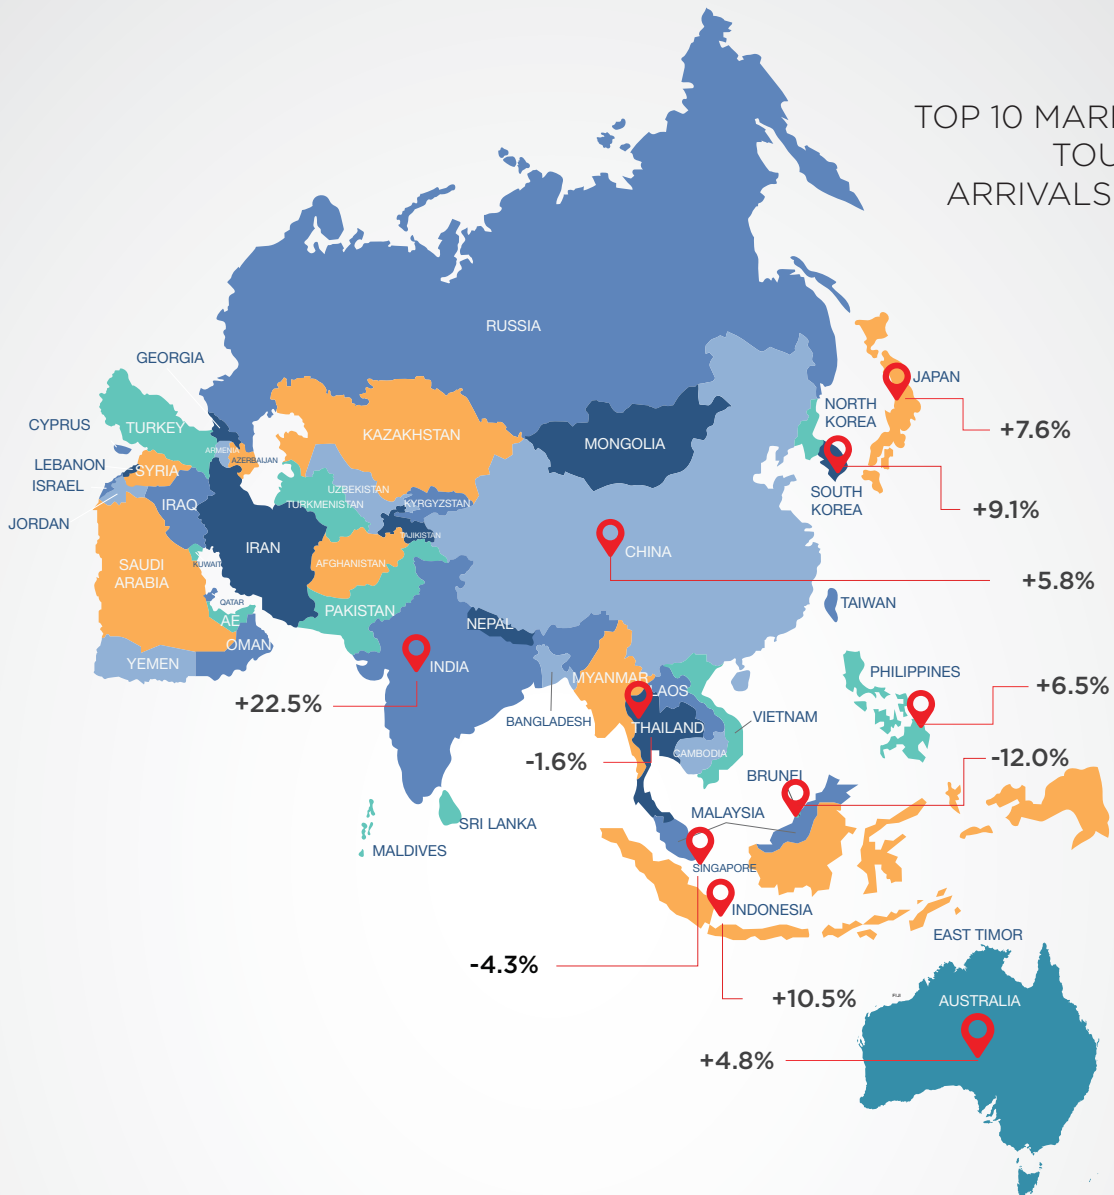 TOP 10 MAR
TOU
ARRIVALS
RUSSIA
GEORGIA
JAPAN
CYPRUS
TURKEY
KAZAKHSTAN
NORTH
KOREA
+7.6%
MONGOLIA
ARMENIA
AZERBAIJAN
LEBANON
SYRIA
ISRAEL
UZBEKISTAN
SOUTH
KOREA
IRAQ
TURKMENISTAN
KYRGYZSTAN
+9.1%
JORDAN
TAJIKISTAN
IRAN
CHINA
SAUDI
ARABIA
KUWAIT
AFGHANISTAN
+5.8%
QATAR
PAKISTAN
TAIWAN
AE
NEPAL
OMAN
YEMEN
INDIA
PHILIPPINES
MYANMAR
+6.5%
LAOS
+22.5%
BANGLADESH
VIETNAM
THAILAND
CAMBODIA
-1.6%
-12.0%
BRUNEI
MALAYSIA
SRI LANKA
MALDIVES
SINGAPORE
INDONESIA
EAST TIMOR
-4.3%
FIJI
+10.5%
AUSTRALIA
+4.8%